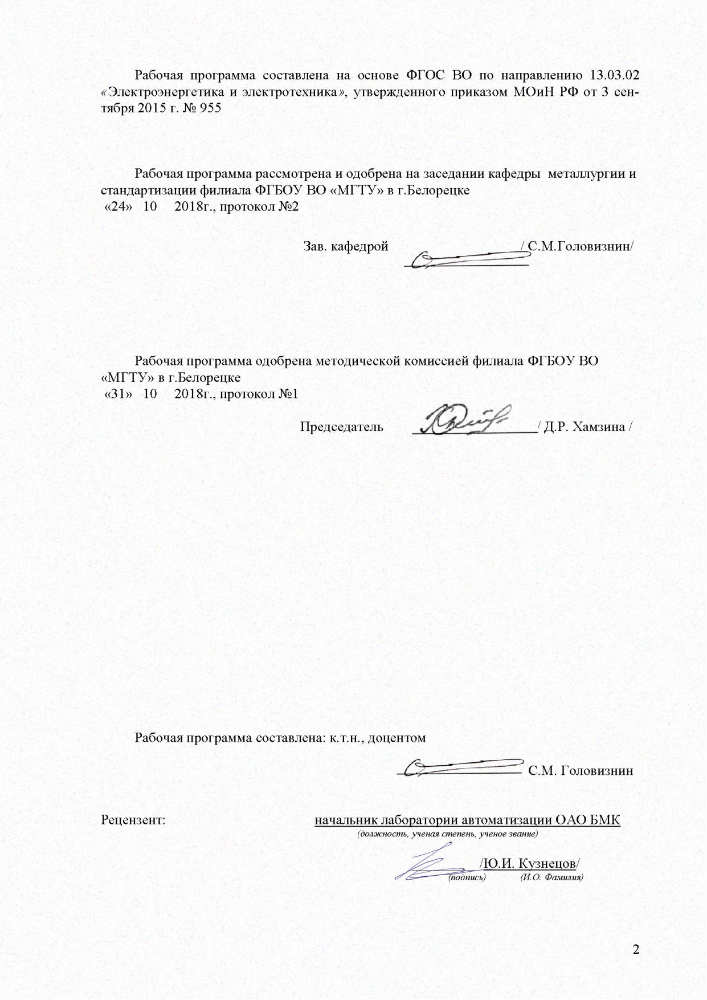 Рабочая программа составлена на основе ФГОС ВО по направлению 13.03.02
«Электроэнергетика и электротехника», утвержденного приказом МОиН РФ от 3 сен-
тября 2015 г. № 955
Рабочая программа рассмотрена и одобрена на заседании кафедры металлургии и
стандартизации филиала ФГБОУ ВО «МГТУ» в г.Белорецке
«24» 10 2018г., протокол №2
Зав. кафедрой / С.М.Головизнин/
Рабочая программа одобрена методической комиссией филиала ФГБОУ ВО
«МГТУ» в г.Белорецке
«31» 10 2018г., протокол №1
Председатель / Д.Р. Хамзина /
Рабочая программа составлена: к.т.н., доцентом
С.М. Головизнин
Рецензент: начальник лаборатории автоматизации ОАО БМК
(должность, ученая степень, ученое звание)
/Ю.И. Кузнецов/
(подпись) (И.О. Фамилия)
2